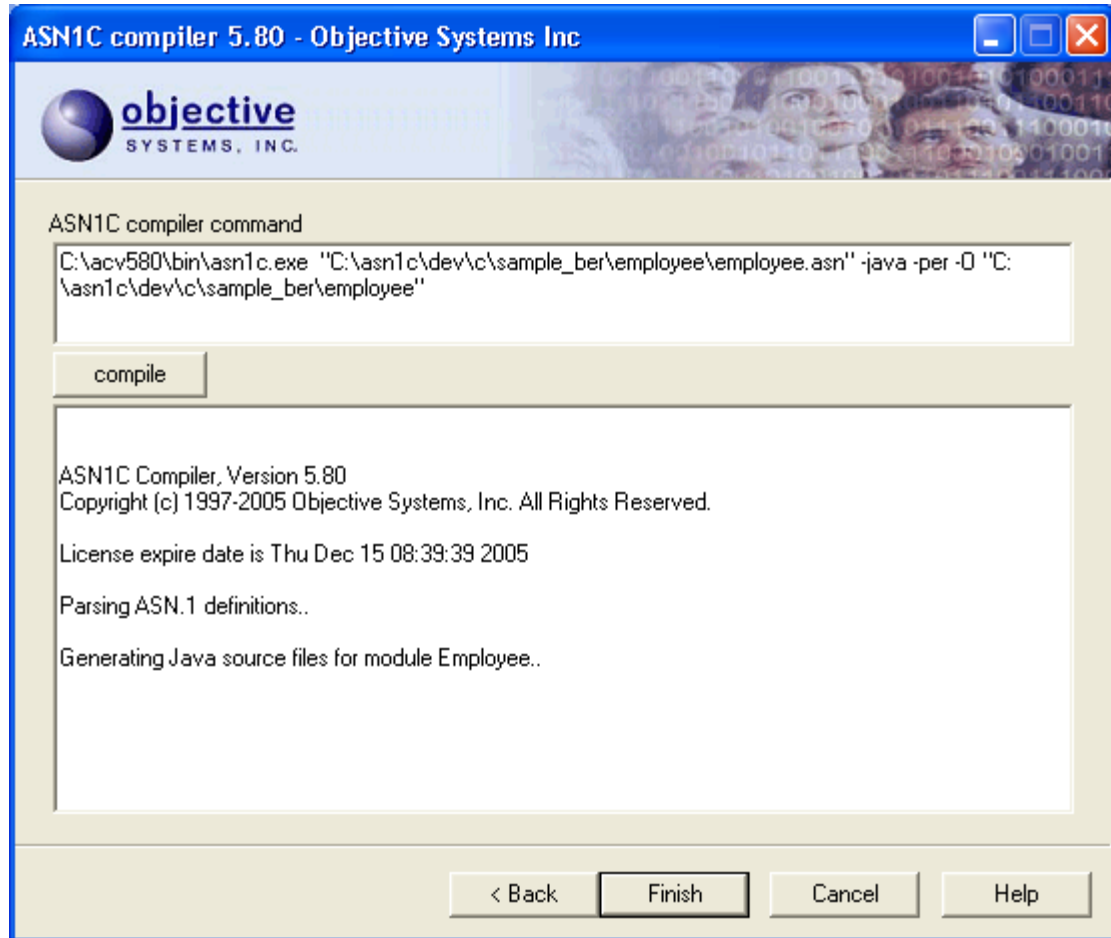 ASN1C compiler 5.80 - Objective Systems Inc
objective
SYSTEMS, INC.
ASN1C compiler command
C:\acv580\bin\asn1c.exe "C:\asn1c\dev\c\sample_ber\employee\employee.asn" -java -per -O "C:
\asn1c\dev\c\sample_ber\employee"
compile
ASN1C Compiler, Version 5.80
Copyright (c) 1997-2005 Objective Systems, Inc. All Rights Reserved.
License expire date is Thu Dec 15 08:39:39 2005
Parsing ASN.1 definitions..
Generating Java source files for module Employee..
< Back Finish Cancel Help